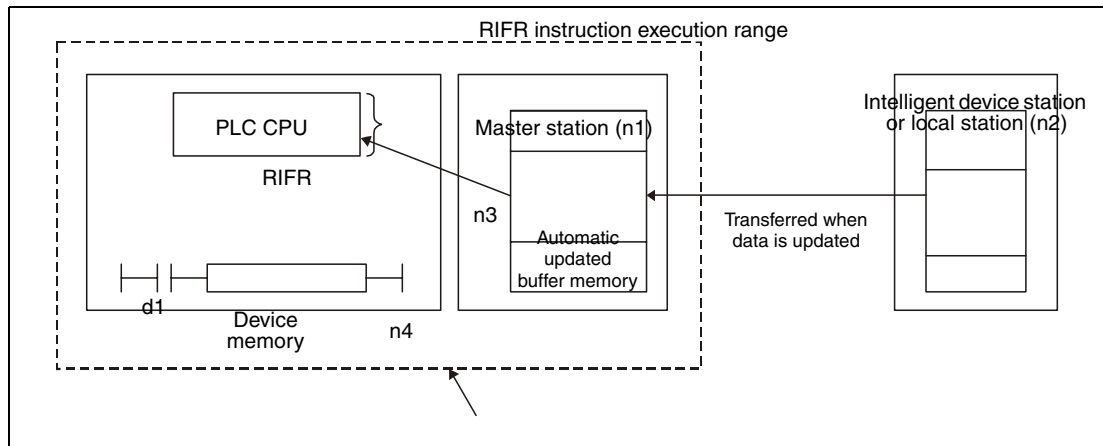 RIFR instruction execution range
PLC CPU
RIFR
Master station (n1)
Intelligent device station
or local station (n2)
n3
Transferred when
data is updated
Automatic
updated
buffer memory
d1
Device
memory
n4